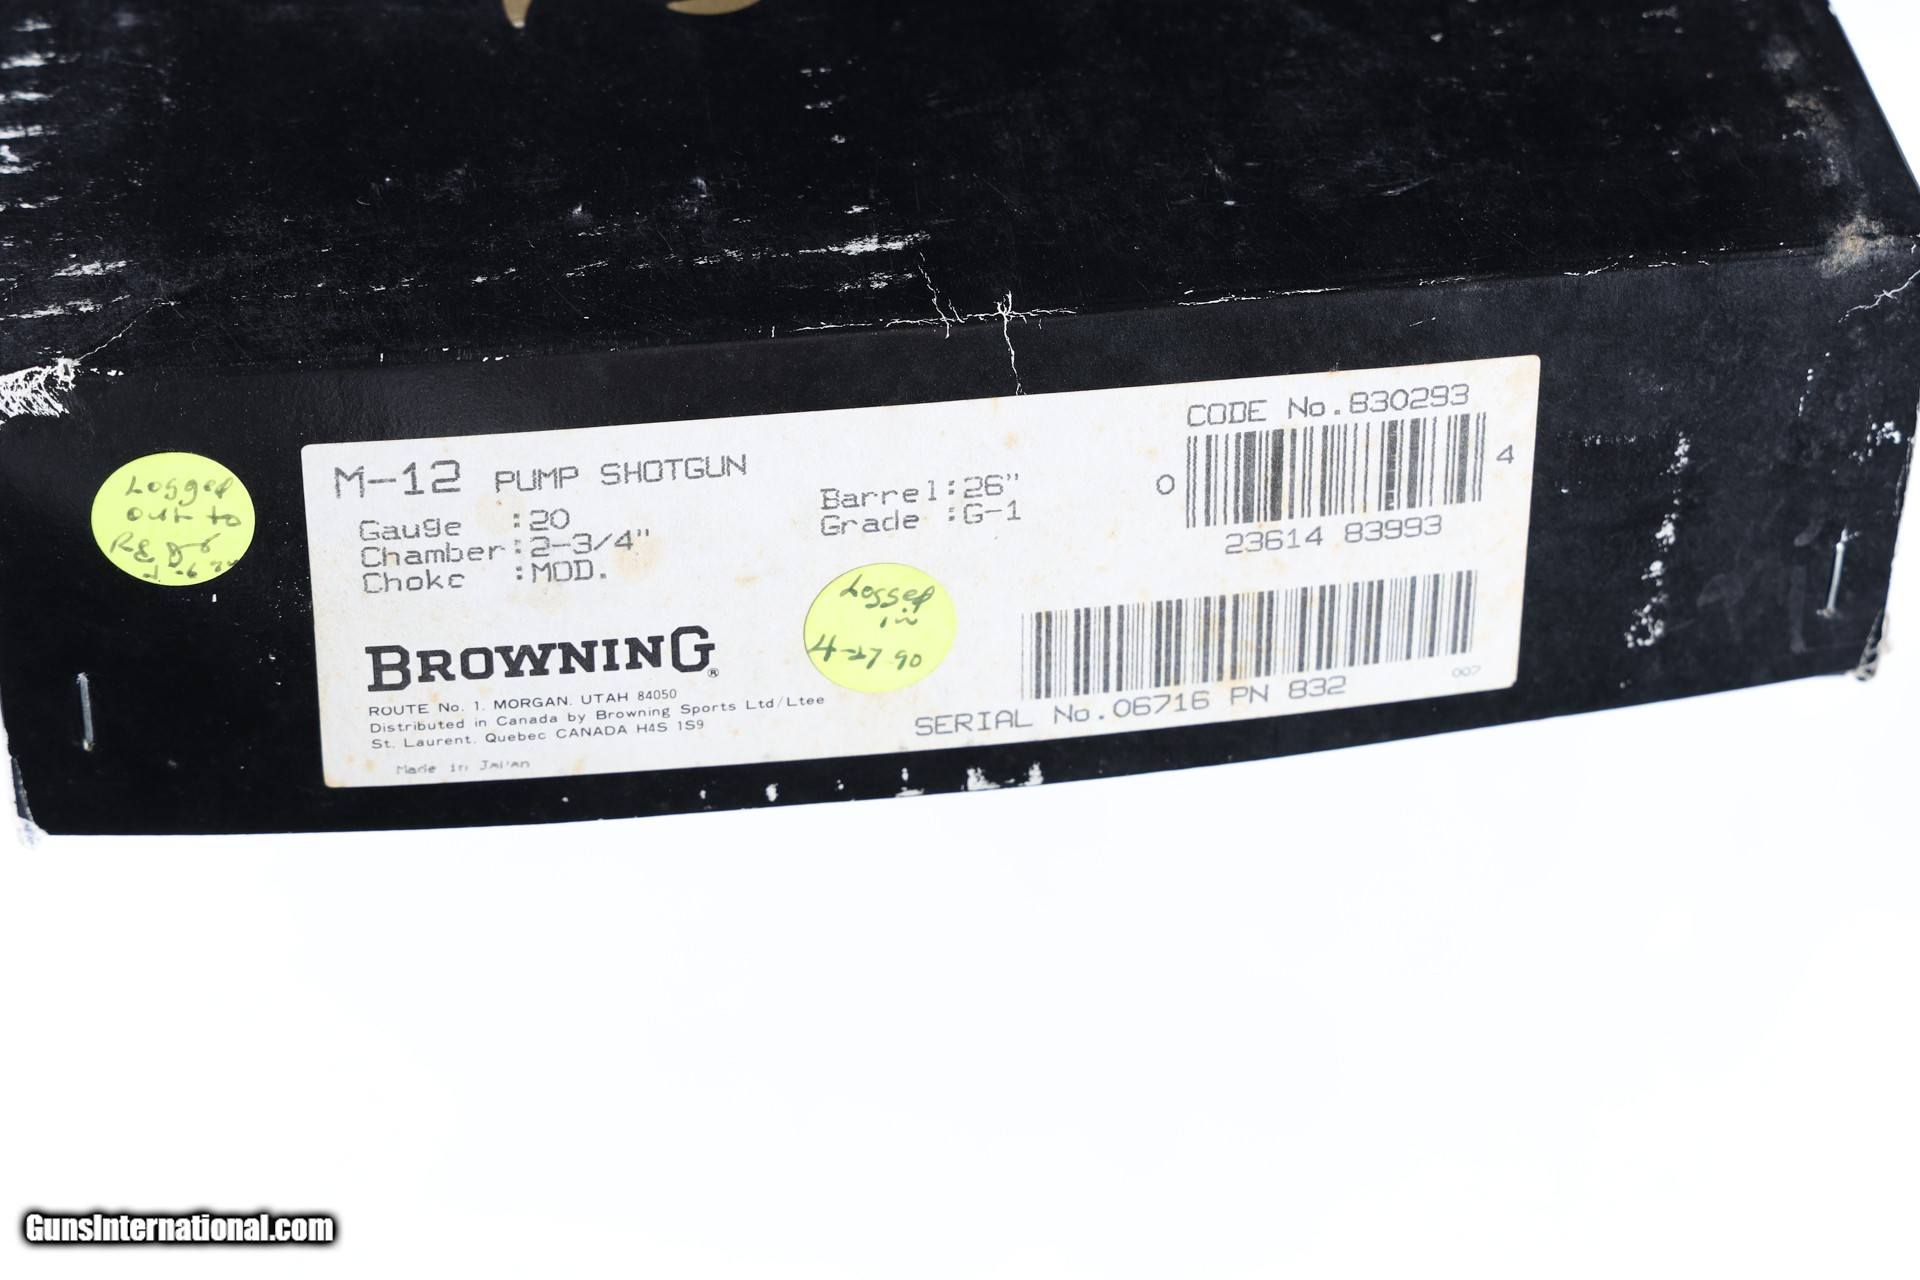 M-12 PUMP SHOTGUN
Gauge :20
Chamber:2-3/4"
Choke :MOD.
Barrel:26"
Grade :G-1
CODE No.830293
0 4
23614 83993
BROWNING®
ROUTE No. 1. MORGAN. UTAH 84050
Distributed in Canada by Browning Sports Ltd/Ltee
St. Laurent. Quebec CANADA H4S 1S9
Made in Japan
SERIAL No.06716 PN 832
007
Logged
out to
Logged
in
4-27 90
GunsInternational.com